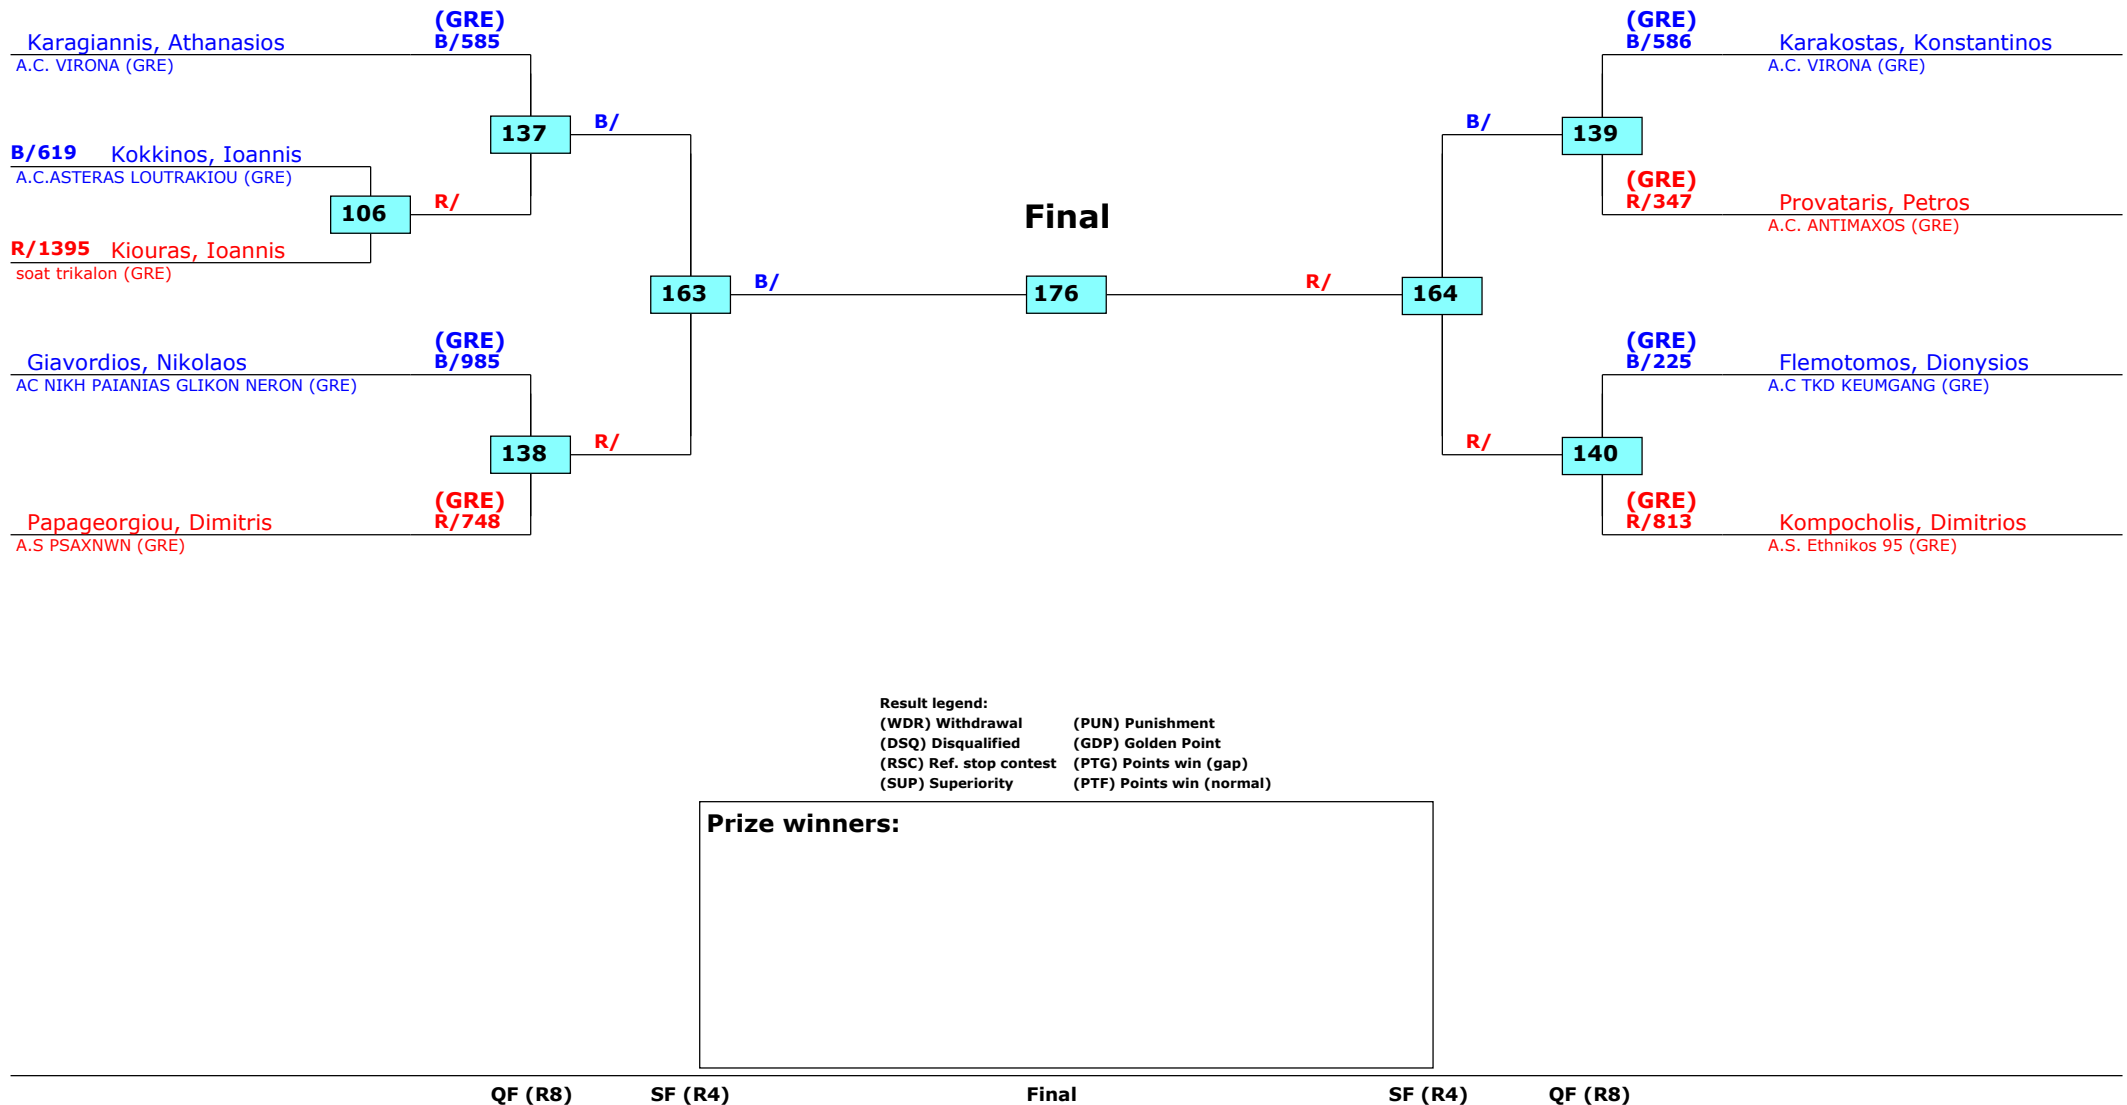 (GRE)
Karagiannis, Athanasios B/585
A.C. VIRONA (GRE)
137 B/
B/619 Kokkinos, Ioannis
A.C.ASTERAS LOUTRAKIOU (GRE)
106 R/
R/1395 Kiouras, Ioannis
soat trikalon (GRE)
163 B/
(GRE)
Giavordios, Nikolaos B/985
AC NIKH PAIANIAS GLIKON NERON (GRE)
138 R/
(GRE)
Papageorgiou, Dimitris R/748
A.S PSAXNWN (GRE)
Final
176
(GRE)
B/586 Karakostas, Konstantinos
A.C. VIRONA (GRE)
B/ 139
(GRE)
R/347 Provataris, Petros
A.C. ANTIMAXOS (GRE)
R/ 164
(GRE)
B/225 Flemotomos, Dionysios
A.C TKD KEUMGANG (GRE)
R/ 140
(GRE)
R/813 Kompocholis, Dimitrios
A.S. Ethnikos 95 (GRE)
Result legend:
(WDR) Withdrawal (PUN) Punishment
(DSQ) Disqualified (GDP) Golden Point
(RSC) Ref. stop contest (PTG) Points win (gap)
(SUP) Superiority (PTF) Points win (normal)
Prize winners:
QF (R8) SF (R4) Final SF (R4) QF (R8)